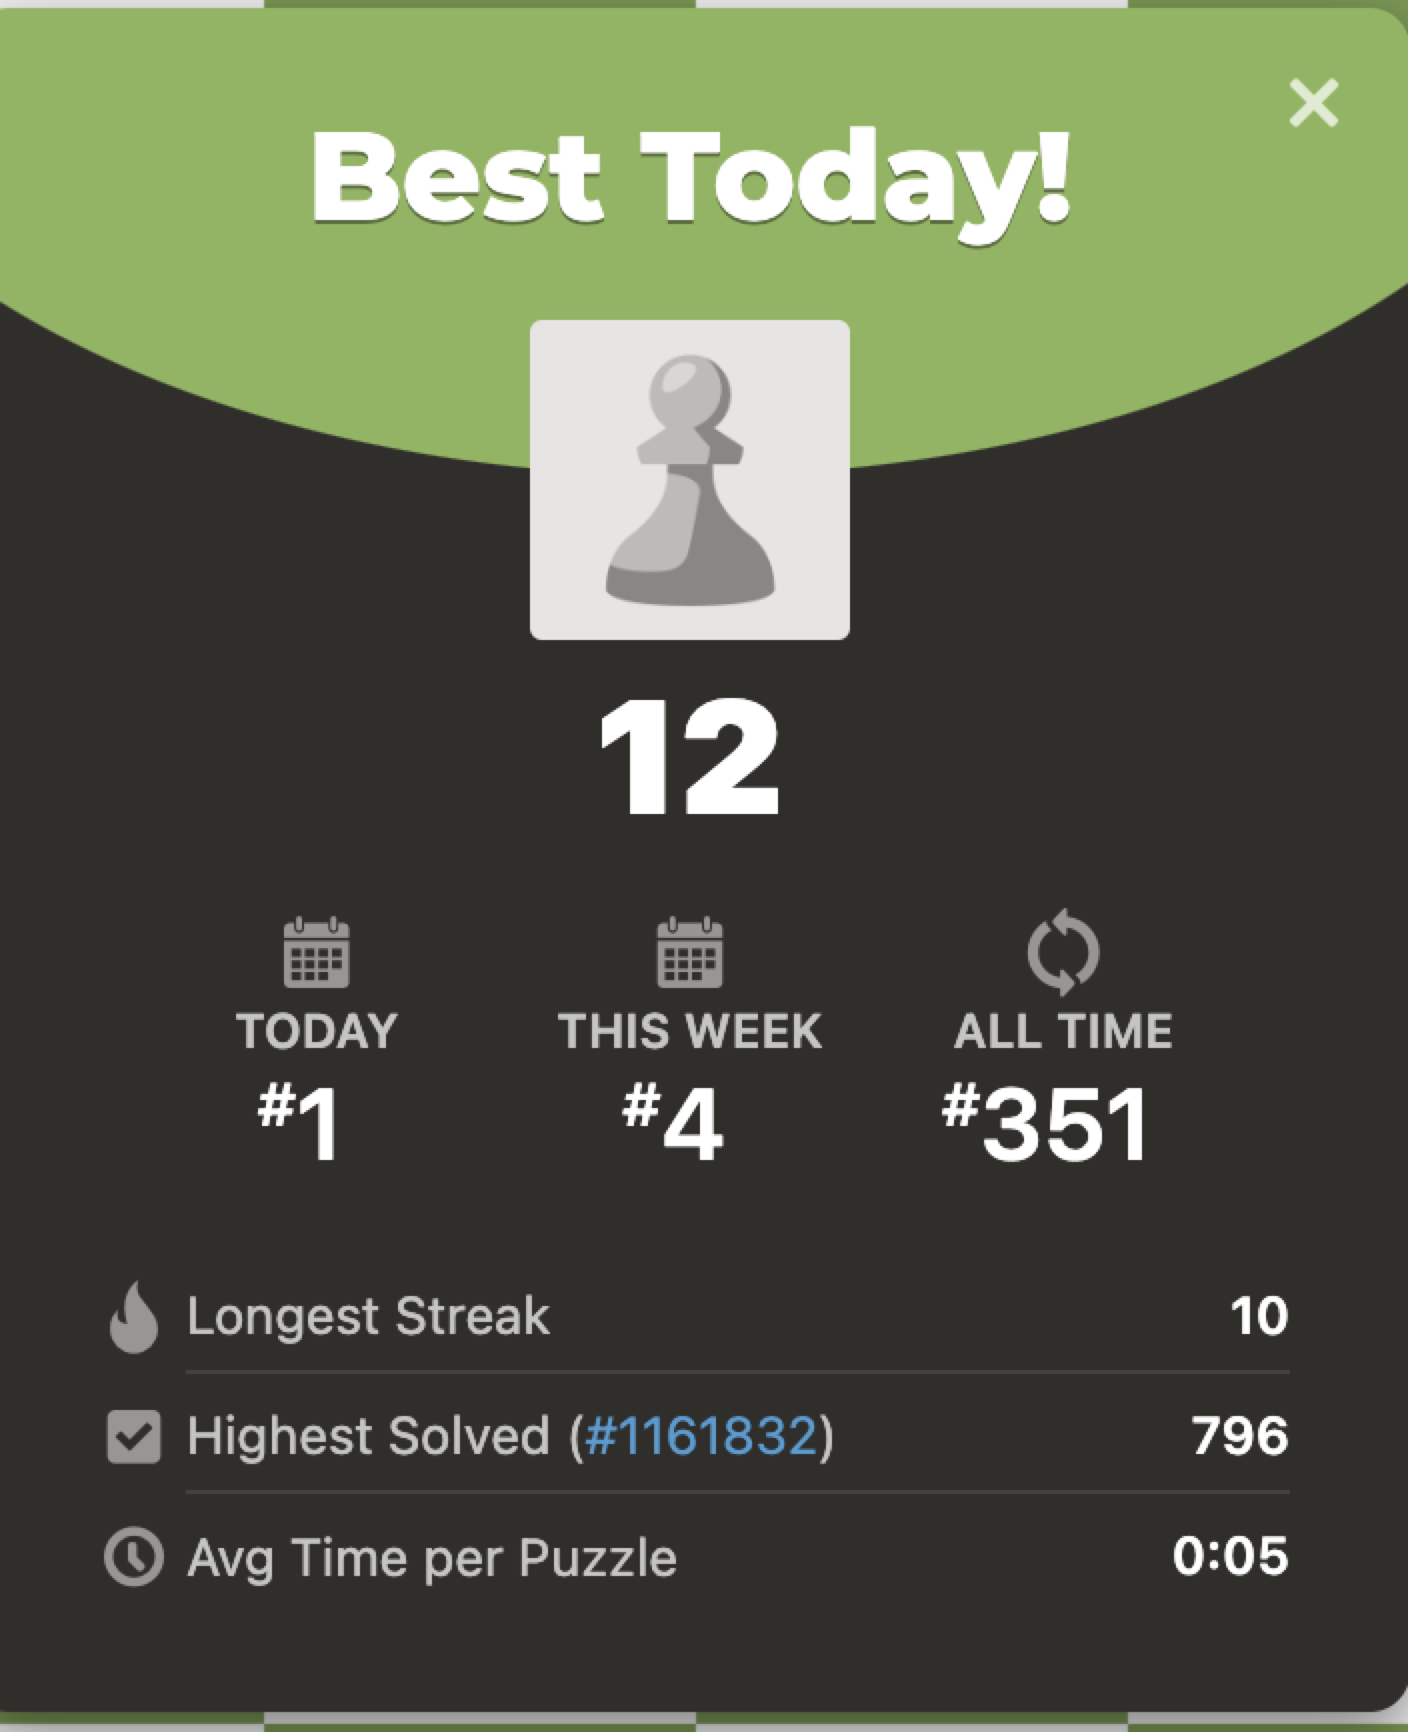 Best Today!
12
TODAY
#1
THIS WEEK
#4
ALL TIME
#351
Longest Streak 10
Highest Solved (#1161832) 796
Avg Time per Puzzle 0:05